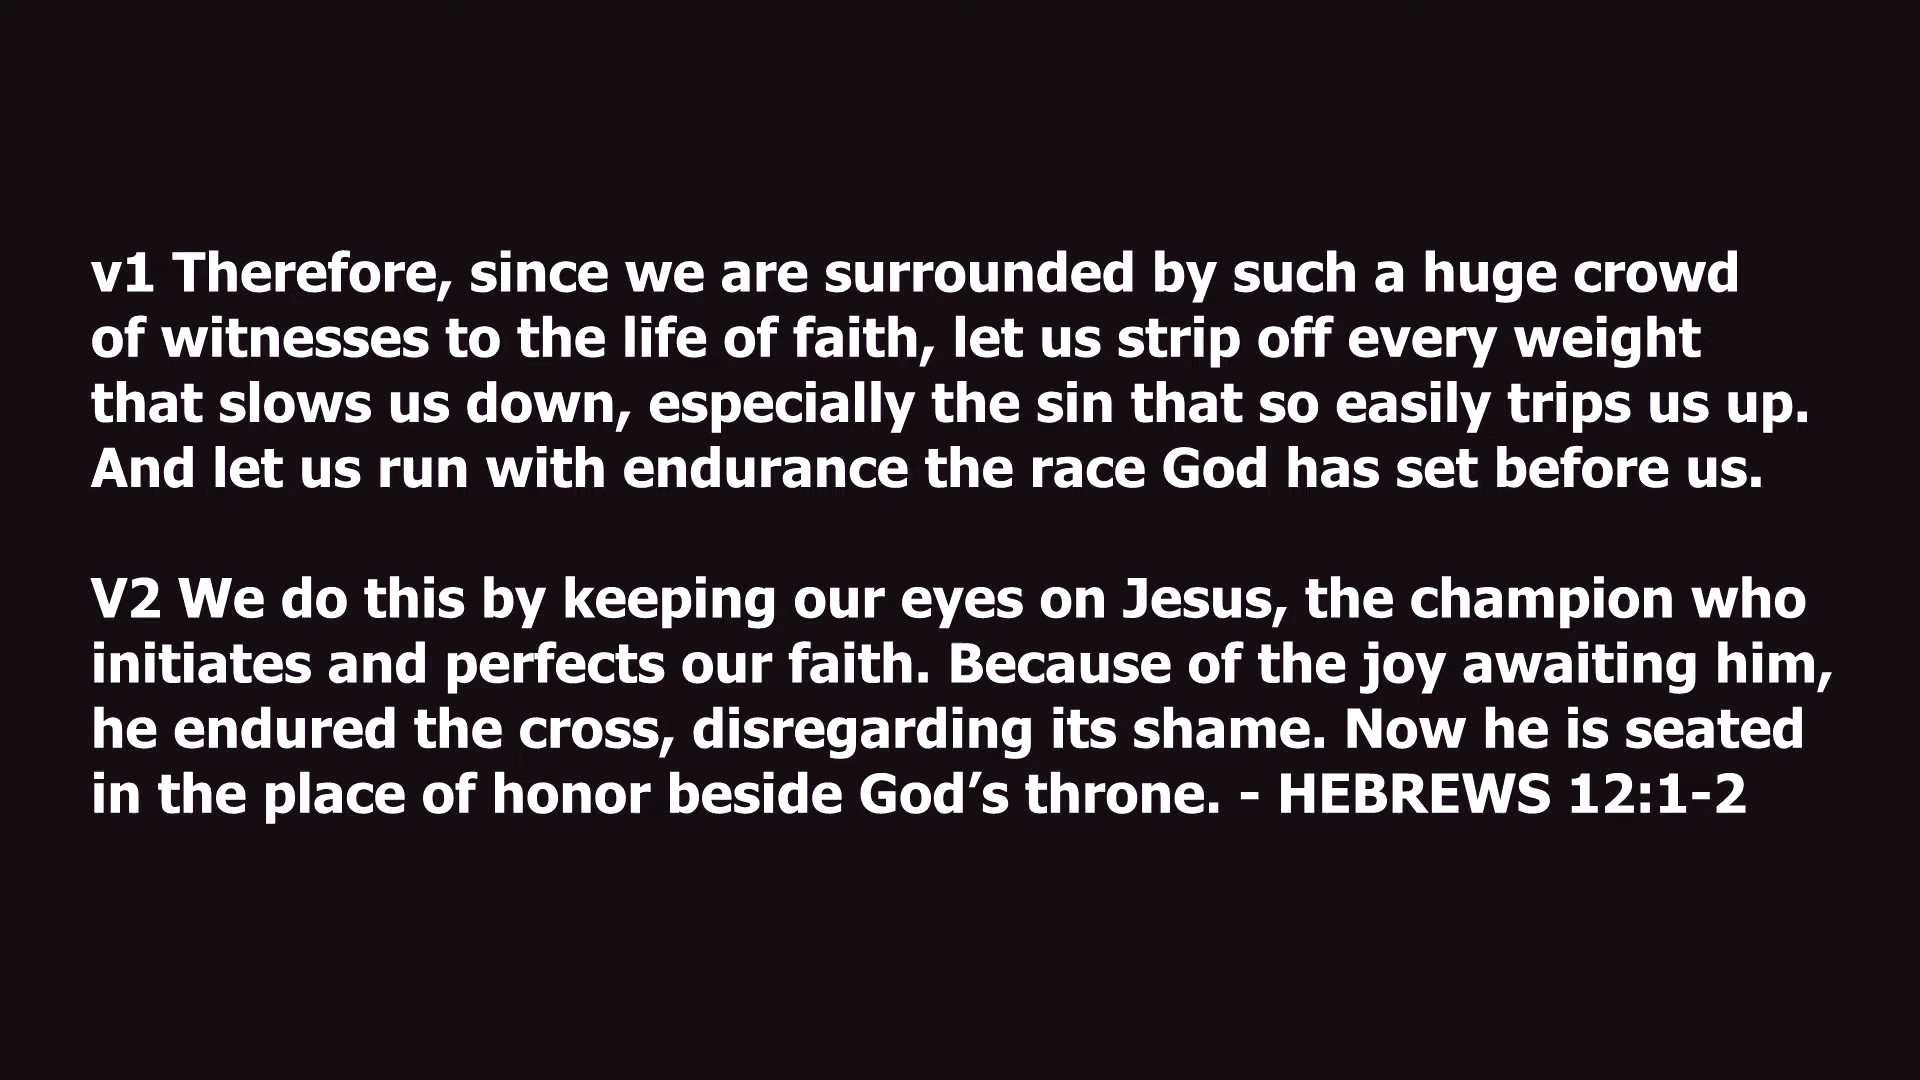 v1 Therefore, since we are surrounded by such a huge crowd
of witnesses to the life of faith, let us strip off every weight
that slows us down, especially the sin that so easily trips us up.
And let us run with endurance the race God has set before us.
V2 We do this by keeping our eyes on Jesus, the champion who
initiates and perfects our faith. Because of the joy awaiting him,
he endured the cross, disregarding its shame. Now he is seated
in the place of honor beside God’s throne. - HEBREWS 12:1-2